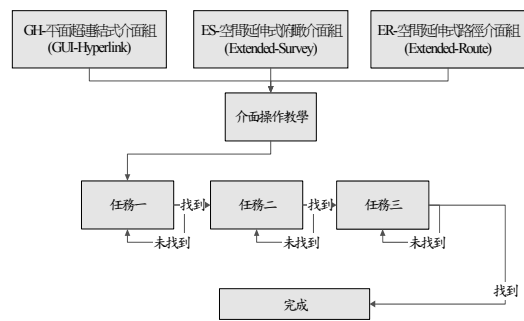 GH-平面超連結式介面組
(GUI-Hyperlink)
ES-空間延伸式俯瞰介面組
(Extended-Survey)
ER-空間延伸式路徑介面組
(Extended-Route)
介面操作教學
任務一
找到
任務二
找到
任務三
未找到
未找到
未找到
找到
完成